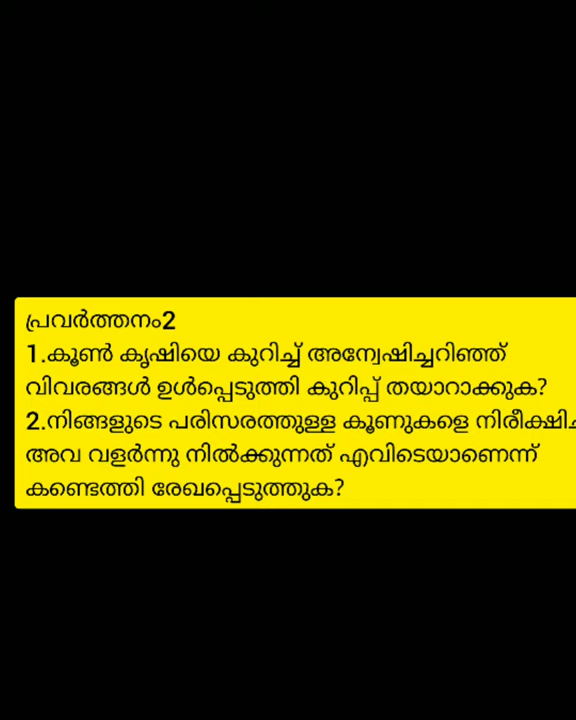 പ്രവർത്തനം2
1.കൂൺ കൃഷിയെ കുറിച്ച് അന്വേഷിച്ചറിഞ്ഞ്
വിവരങ്ങൾ ഉൾപ്പെടുത്തി കുറിപ്പ് തയാറാക്കുക?
2.നിങ്ങളുടെ പരിസരത്തുള്ള കൂണുകളെ
അവ വളർന്നു നിൽക്കുന്നത് എവിടെയാണെന്ന്
കണ്ടെത്തി രേഖപ്പെടുത്തുക?